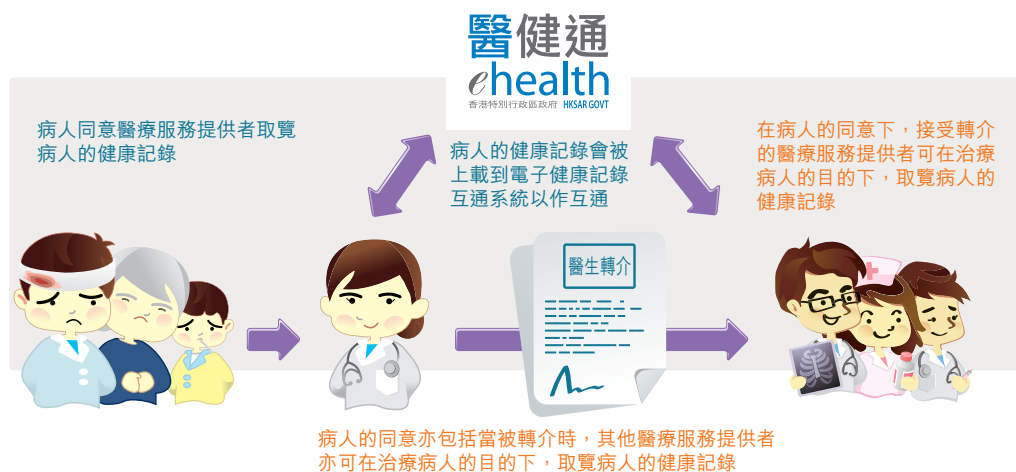 醫健通
ehealth
香港特別行政區政府 HKSAR GOVT
病人同意醫療服務提供者取覽
病人的健康記錄
病人的健康記錄會被
上載到電子健康記錄
互通系統以作互通
在病人的同意下，接受轉介
的醫療服務提供者可在治療
病人的目的下，取覽病人的
健康記錄
醫生轉介
病人的同意亦包括當被轉介時，其他醫療服務提供者
亦可在治療病人的目的下，取覽病人的健康記錄